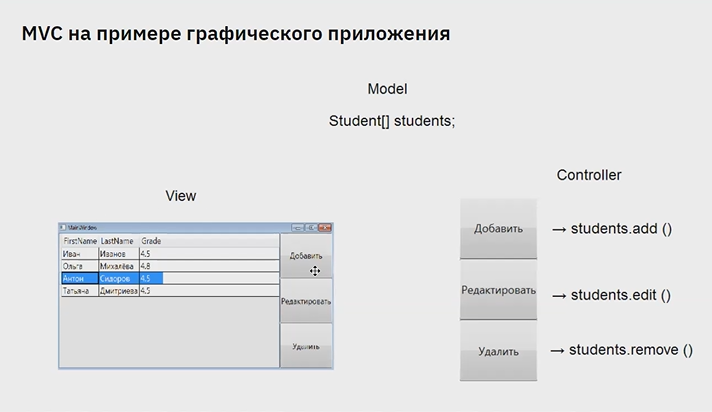 MVC на примере графического приложения
Model
Student[] students;
Controller
View
MainWindow
FirstName LastName Grade
Иван Иванов 4.5
Ольга Михалёва 4.8
Антон Сидоров 4.5
Татьяна Дмитриева 4.5
Добавить
Редактировать
Удалить
Добавить → students.add ()
Редактировать → students.edit ()
Удалить → students.remove ()